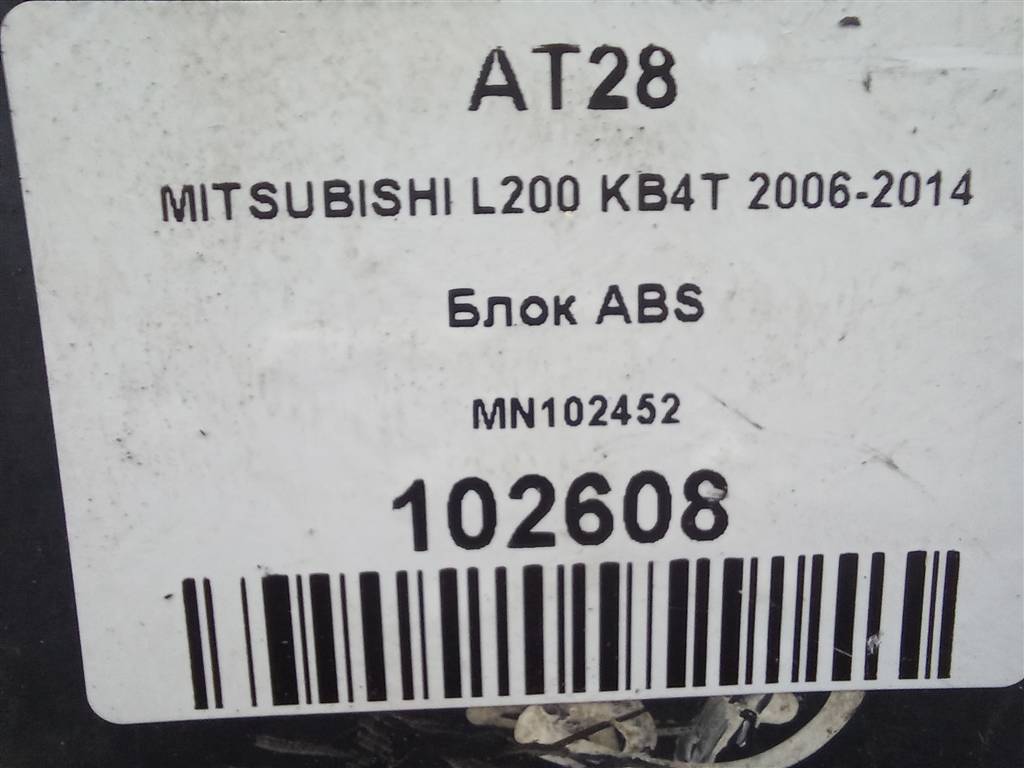 AT28
MITSUBISHI L200 KB4T 2006-2014
Блок ABS
MN102452
102608